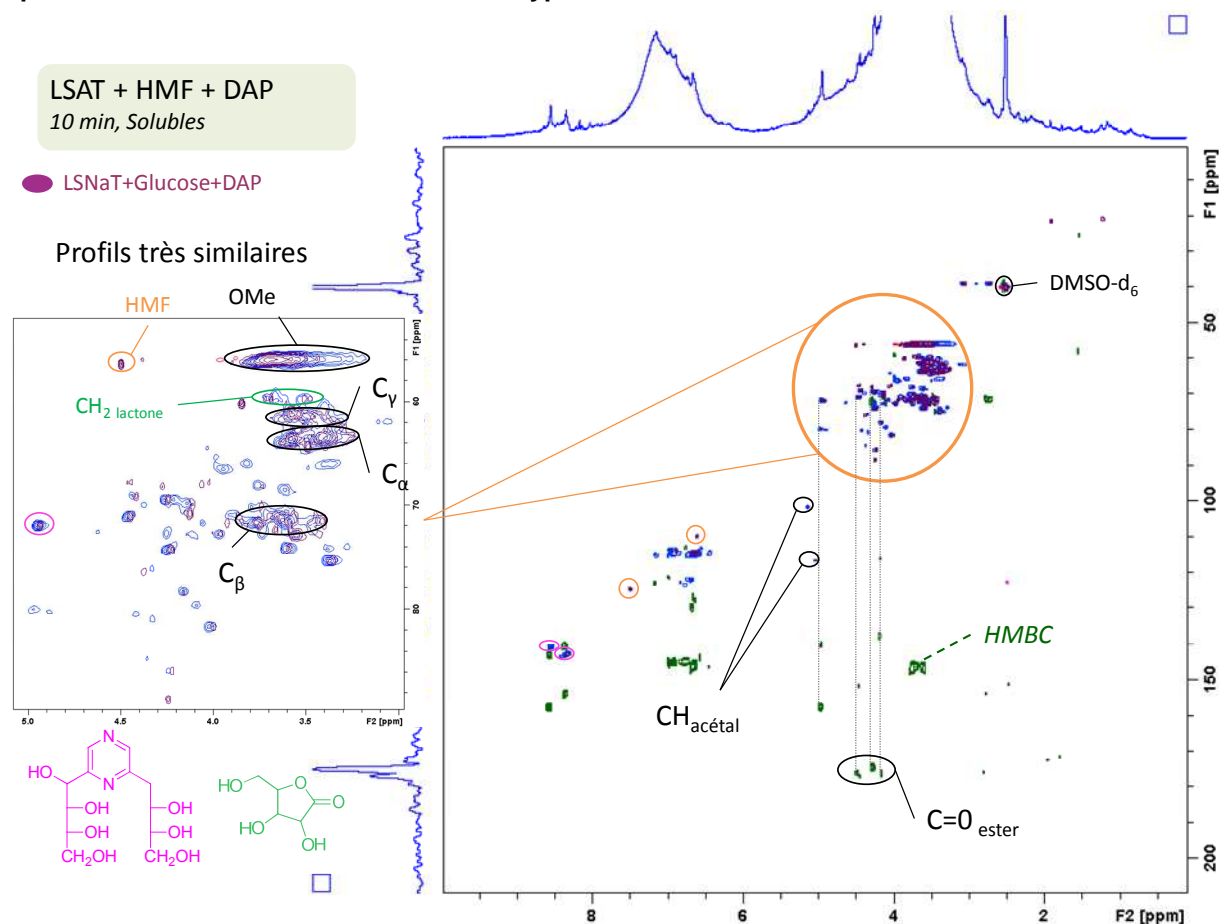 LSAT + HMF + DAP
10 min, Solubles
LSNaT+Glucose+DAP
Profils très similaires
HMF
OMe
CH2 lactone
Cγ
Cα
Cβ
F1 [ppm]
60
70
80
5.0 4.5 4.0 3.5 F2 [ppm]
DMSO-d6
CHacétal
HMBC
C=0 ester
F1 [ppm]
50
100
150
200
8 6 4 2 F2 [ppm]
N
HO
N
OH
OH
OH
OH
OH
CH2OH
CH2OH
HO
O
O
HO
OH